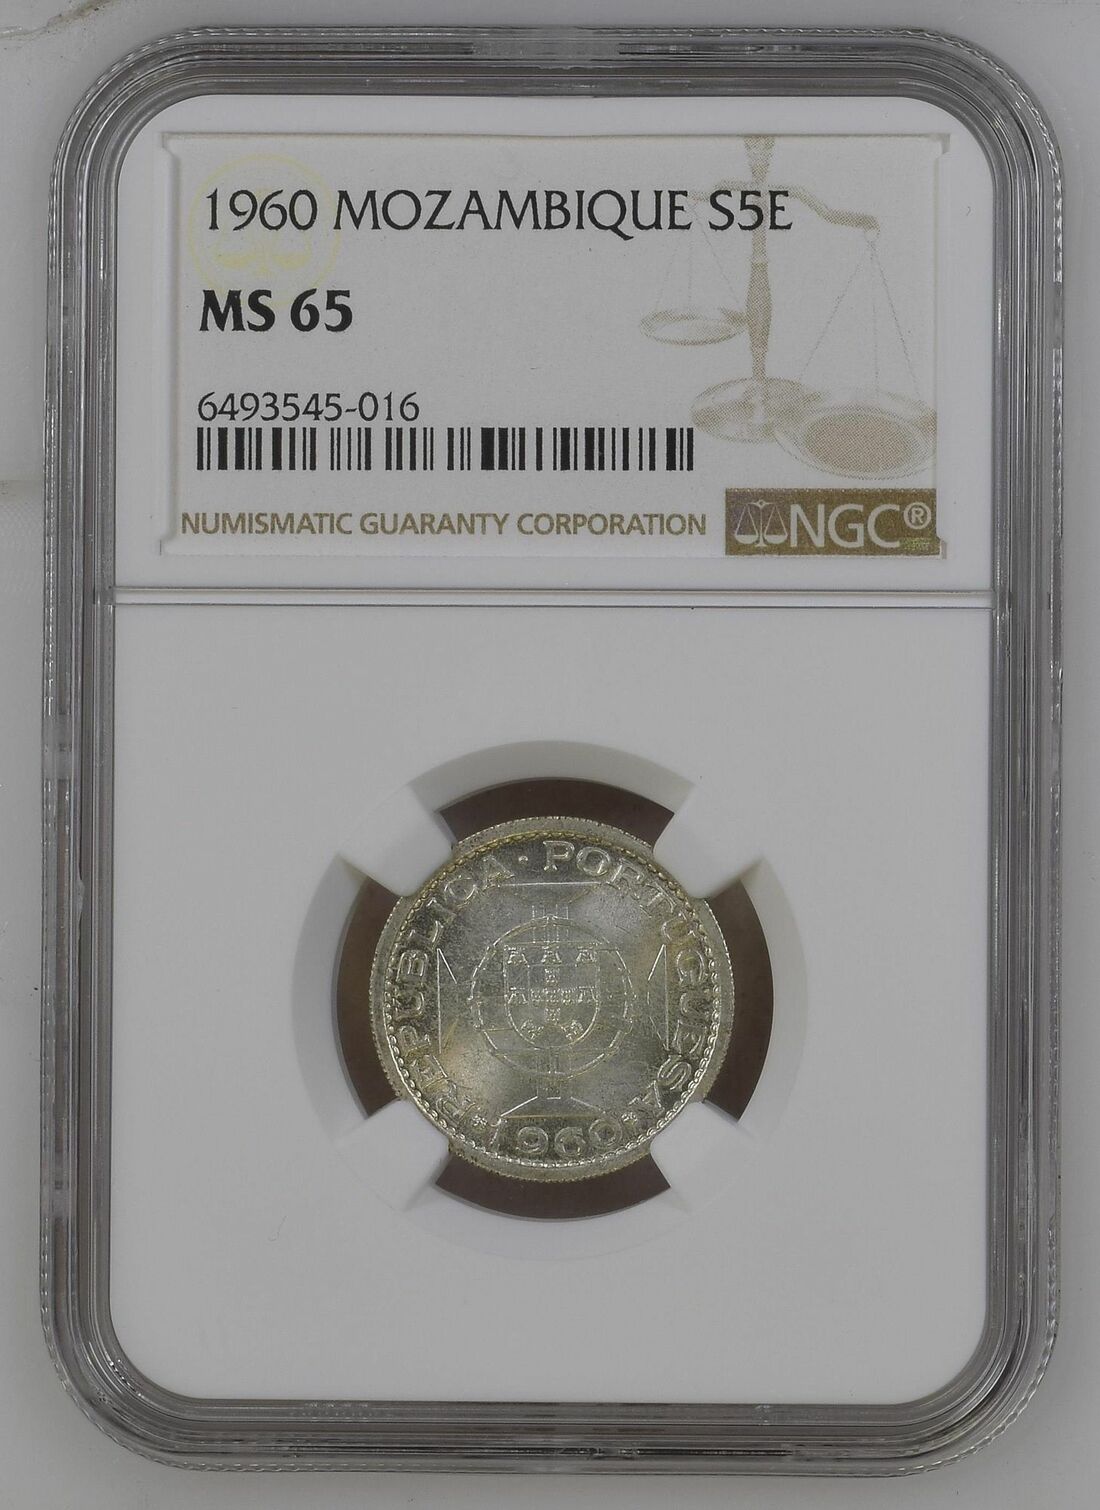 1960 MOZAMBIQUE S5E
MS 65
6493545-016
NUMISMATIC GUARANTY CORPORATION
NGC®
REPUBLICA · PORTUGUESA
1960